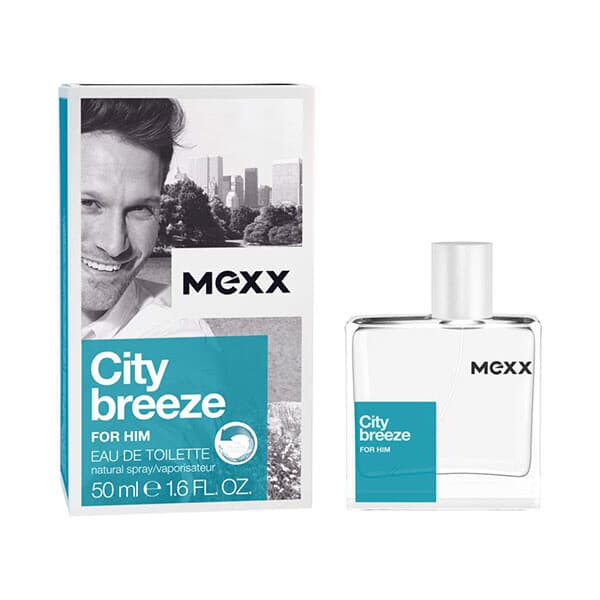 MEXX
City
breeze
FOR HIM
EAU DE TOILETTE
natural spray/vaporisateur
50 ml ℮ 1.6 FL. OZ.
MEXX
City
breeze
FOR HIM